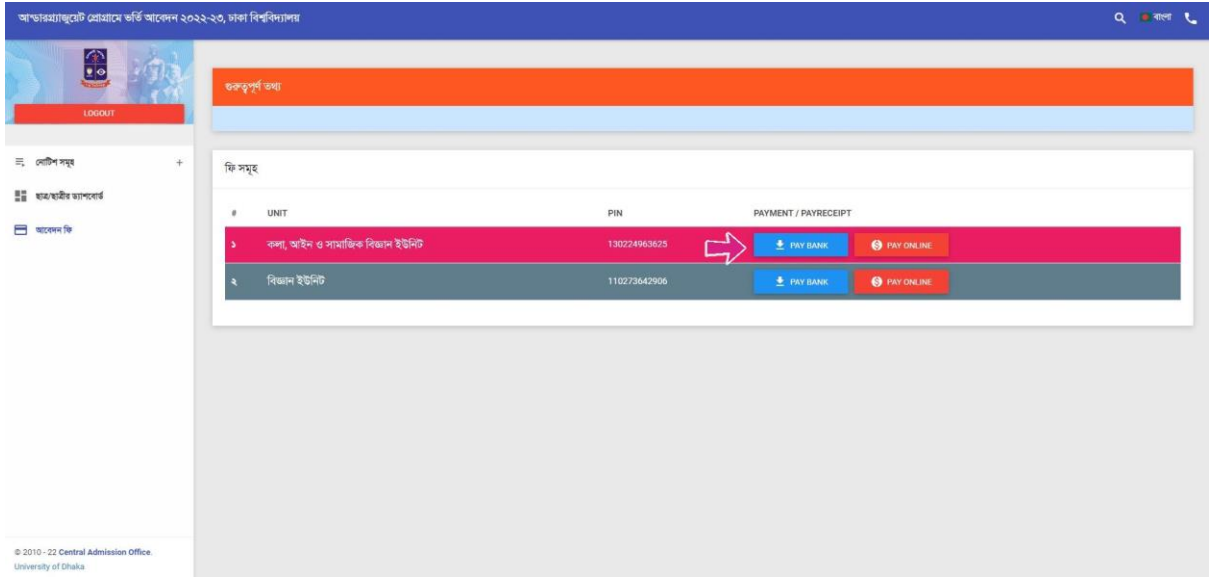 আন্ডারগ্র্যাজুয়েট প্রোগ্রামে ভর্তি আবেদন ২০২২-২৩, ঢাকা বিশ্ববিদ্যালয়
বাংলা
LOGOUT
গুরুত্বপূর্ণ তথ্য
নোটিশ সমূহ +
ছাত্র/ছাত্রীর ড্যাশবোর্ড
আবেদন ফি
ফি সমূহ
# UNIT PIN PAYMENT / PAYRECEIPT
১ কলা, আইন ও সামাজিক বিজ্ঞান ইউনিট 130224963625 PAY BANK PAY ONLINE
২ বিজ্ঞান ইউনিট 110273642906 PAY BANK PAY ONLINE
© 2010 - 22 Central Admission Office.
University of Dhaka